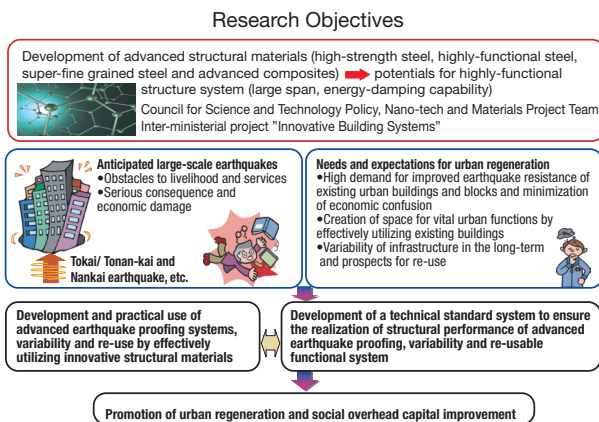 Research Objectives
Development of advanced structural materials (high-strength steel, highly-functional steel,
super-fine grained steel and advanced composites) potentials for highly-functional
structure system (large span, energy-damping capability)
Council for Science and Technology Policy, Nano-tech and Materials Project Team
Inter-ministerial project "Innovative Building Systems"
Anticipated large-scale earthquakes
•Obstacles to livelihood and services
•Serious consequence and
economic damage
Tokai/ Tonan-kai and
Nankai earthquake, etc.
Needs and expectations for urban regeneration
•High demand for improved earthquake resistance of
existing urban buildings and blocks and minimization
of economic confusion
•Creation of space for vital urban functions by
effectively utilizing existing buildings
•Variability of infrastructure in the long-term
and prospects for re-use
Development and practical use of
advanced earthquake proofing systems,
variability and re-use by effectively
utilizing innovative structural materials
Development of a technical standard system to ensure
the realization of structural performance of advanced
earthquake proofing, variability and re-usable
functional system
Promotion of urban regeneration and social overhead capital improvement